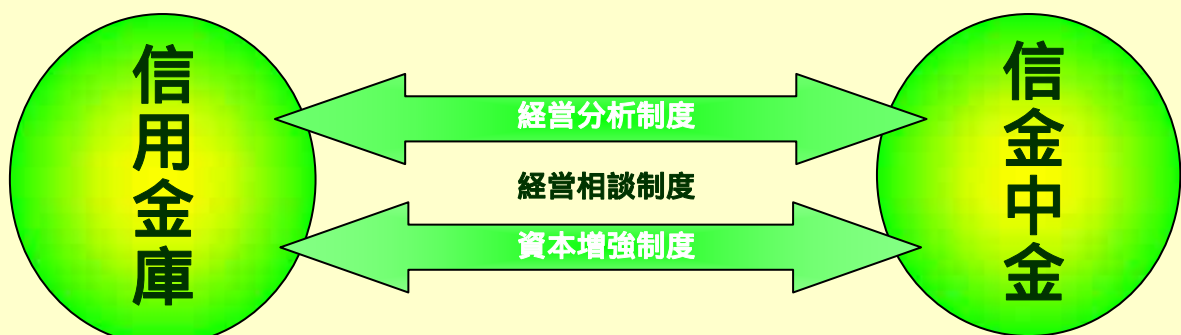 信用金庫
経営分析制度
経営相談制度
資本増強制度
信金中金